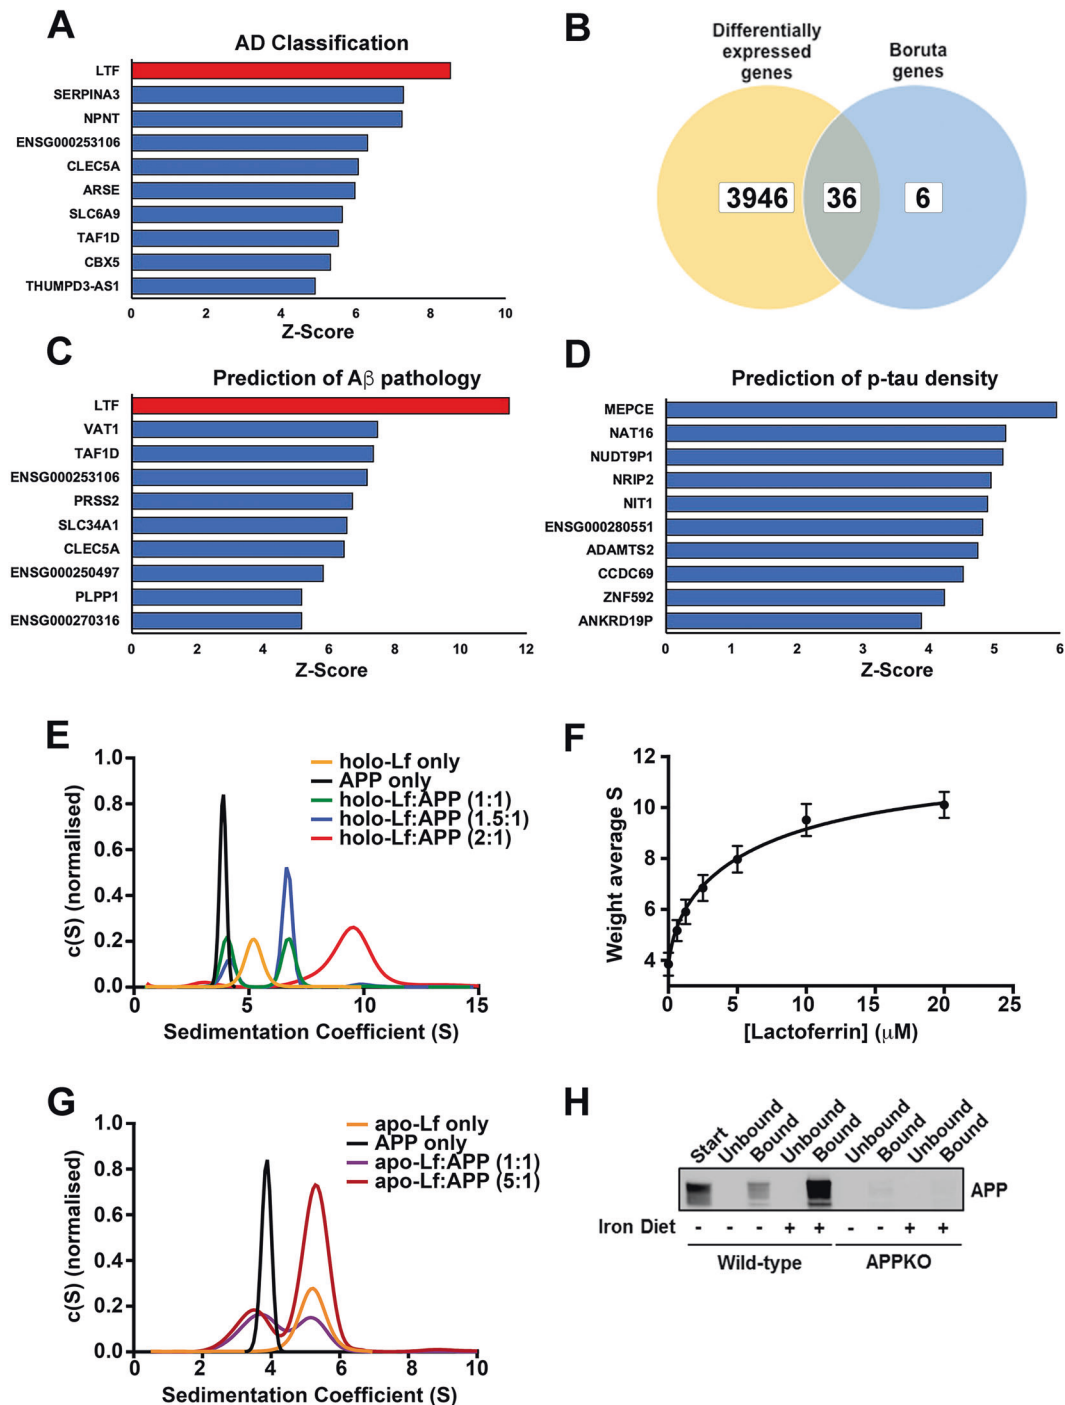 A
AD Classification
LTF
SERPINA3
NPNT
ENSG000253106
CLEC5A
ARSE
SLC6A9
TAF1D
CBX5
THUMPD3-AS1
0 2 4 6 8 10
Z-Score
B
Differentially
expressed
genes
Boruta
genes
3946 36 6
C
Prediction of Aβ pathology
LTF
VAT1
TAF1D
ENSG000253106
PRSS2
SLC34A1
CLEC5A
ENSG000250497
PLPP1
ENSG000270316
0 2 4 6 8 10 12
Z-Score
D
Prediction of p-tau density
MEPCE
NAT16
NUDT9P1
NRIP2
NIT1
ENSG000280551
ADAMTS2
CCDC69
ZNF592
ANKRD19P
0 1 2 3 4 5 6
Z-Score
E
c(S) (normalised)
1.0
0.8
0.6
0.4
0.2
0.0
holo-Lf only
APP only
holo-Lf:APP (1:1)
holo-Lf:APP (1.5:1)
holo-Lf:APP (2:1)
0 5 10 15
Sedimentation Coefficient (S)
F
Weight average S
12
10
8
6
4
0 5 10 15 20 25
[Lactoferrin] (μM)
G
c(S) (normalised)
1.0
0.8
0.6
0.4
0.2
0.0
apo-Lf only
APP only
apo-Lf:APP (1:1)
apo-Lf:APP (5:1)
0 2 4 6 8 10
Sedimentation Coefficient (S)
H
Start Unbound Bound Unbound Bound Unbound Bound Unbound Bound
APP
Iron Diet - - - + + - - + +
Wild-type APPKO